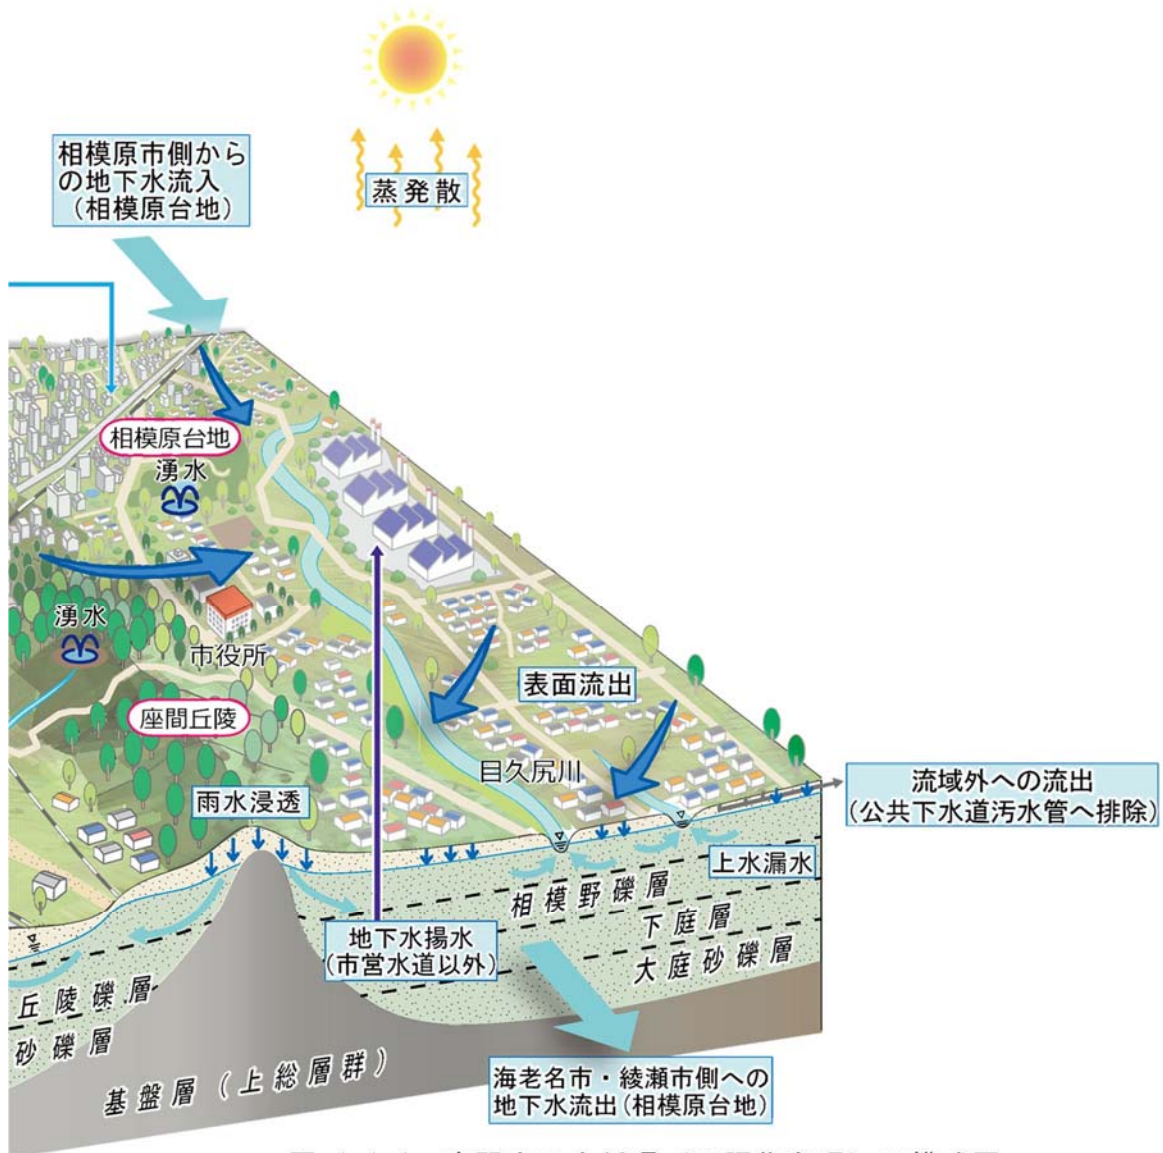 相模原市側から
の地下水流入
（相模原台地）
蒸発散
相模原台地
湧水
湧水
市役所
座間丘陵
表面流出
目久尻川
雨水浸透
流域外への流出
(公共下水道汚水管へ排除)
上水漏水
相模野礫層
下庭層
大庭砂礫層
地下水揚水
(市営水道以外)
丘陵礫層
砂礫層
基盤層（上総層群）
海老名市・綾瀬市側への
地下水流出(相模原台地)